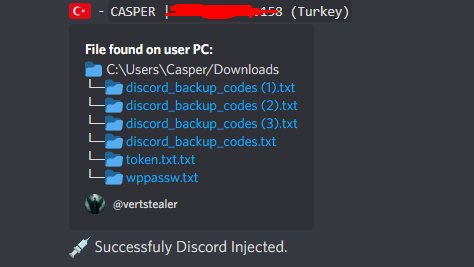 - CASPER | .158 (Turkey)
File found on user PC:
C:\Users\Casper/Downloads
discord_backup_codes (1).txt
discord_backup_codes (2).txt
discord_backup_codes (3).txt
discord_backup_codes.txt
token.txt.txt
wppassw.txt
@vertstealer
Successfuly Discord Injected.